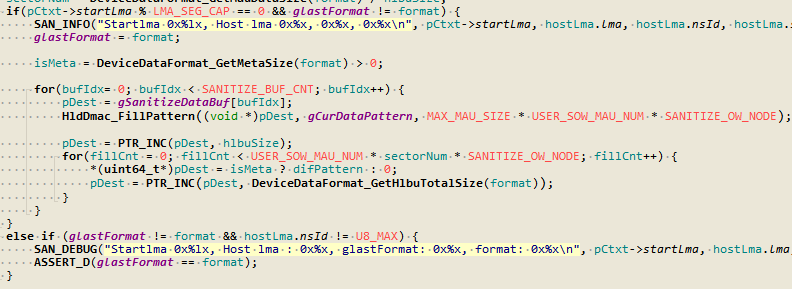 if(pCtxt->startLma % LMA_SEG_CAP == 0 && glastFormat != format) {
SAN_INFO("Startlma 0x%lx, Host lma 0x%x, 0x%x, 0x%x\n", pCtxt->startLma, hostLma.lma, hostLma.nsId, hostLma.
glastFormat = format;
isMeta = DeviceDataFormat_GetMetaSize(format) > 0;
for(bufIdx= 0; bufIdx < SANITIZE_BUF_CNT; bufIdx++) {
pDest = gSanitizeDataBuf[bufIdx];
HldDmac_FillPattern((void *)pDest, gCurDataPattern, MAX_MAU_SIZE * USER_SOW_MAU_NUM * SANITIZE_OW_NODE);
pDest = PTR_INC(pDest, hlbuSize);
for(fillCnt = 0; fillCnt < USER_SOW_MAU_NUM * sectorNum * SANITIZE_OW_NODE; fillCnt++) {
*(uint64_t*)pDest = isMeta ? difPattern : 0;
pDest = PTR_INC(pDest, DeviceDataFormat_GetHlbuTotalSize(format));
}
}
}
else if (glastFormat != format && hostLma.nsId != U8_MAX) {
SAN_DEBUG("Startlma 0x%lx, Host lma : 0x%x, glastFormat: 0x%x, format: 0x%x\n", pCtxt->startLma, hostLma.lma,
ASSERT_D(glastFormat == format);
}